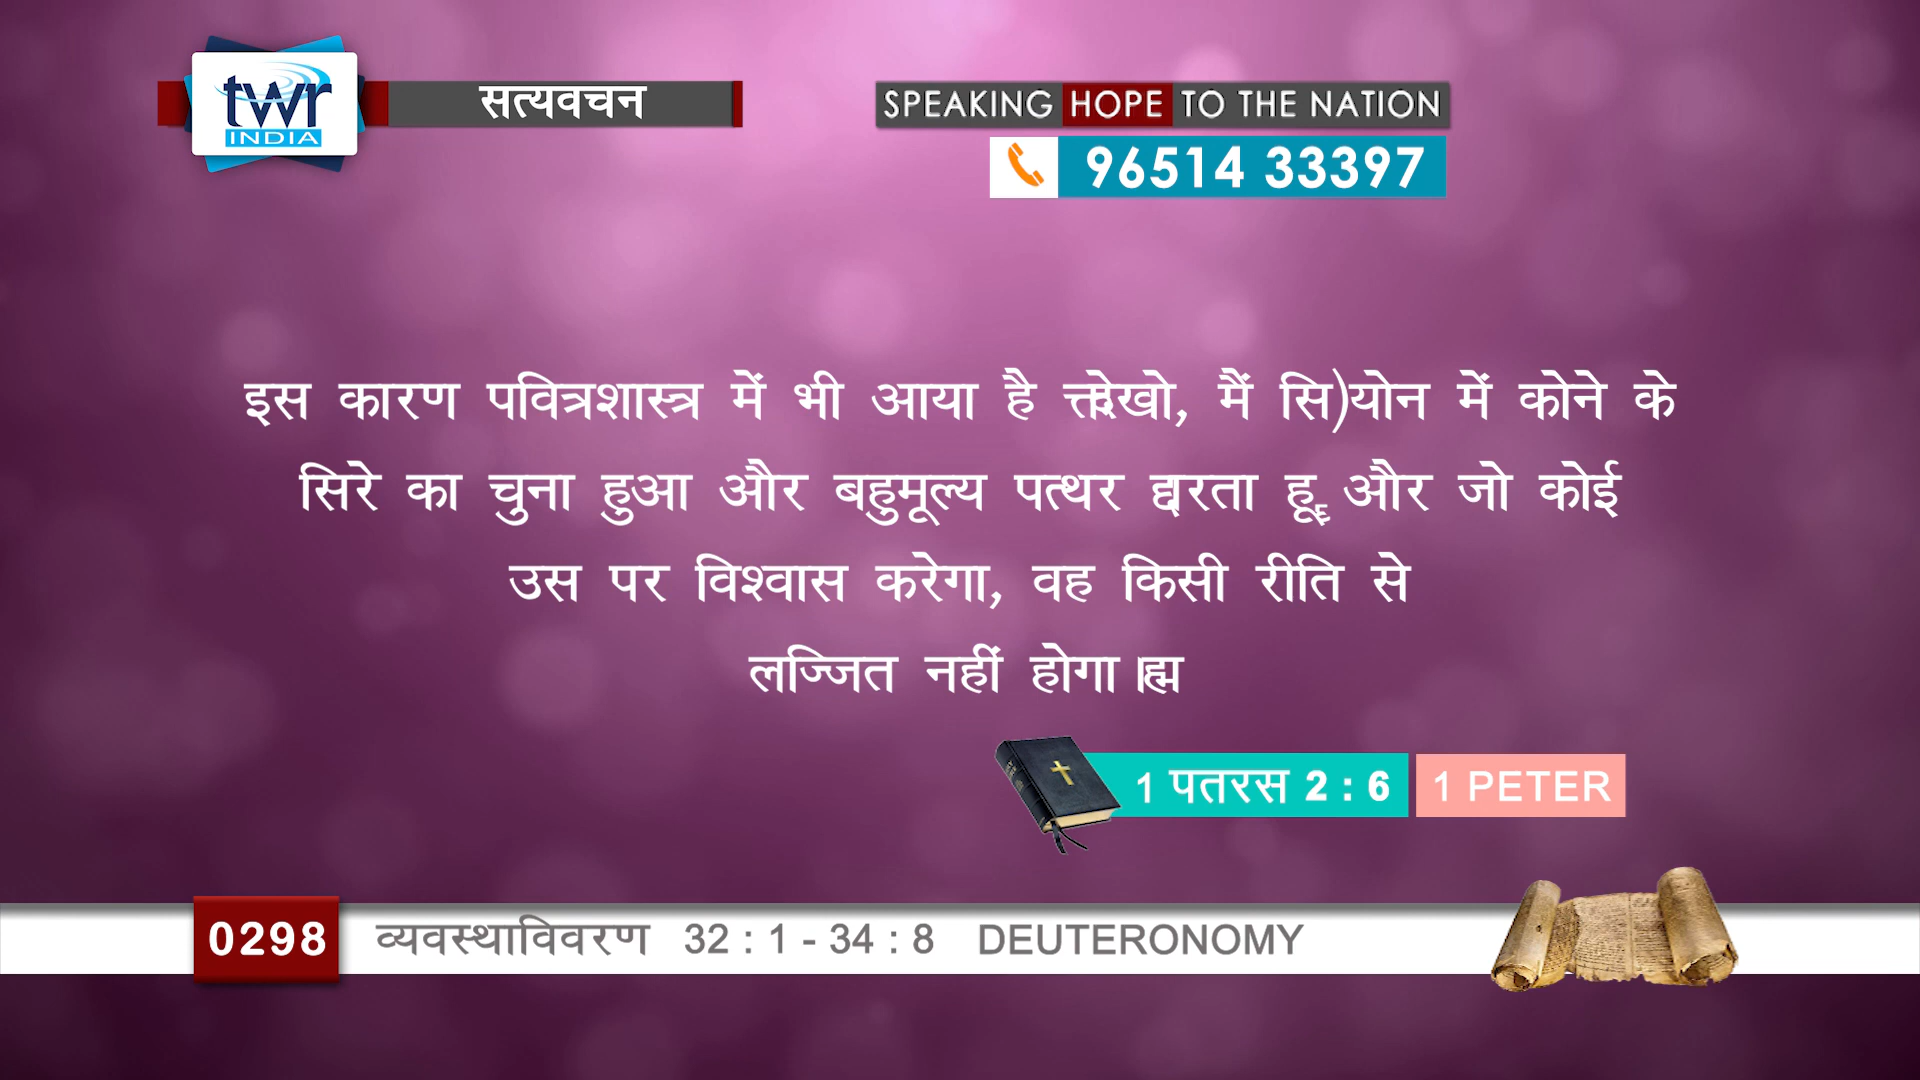 twr
INDIA
सत्यवचन
SPEAKING HOPE TO THE NATION
96514 33397
इस कारण पवित्रशास्त्र में भी आया है देखो, मैं सि)योन में कोने के
सिरे का चुना हुआ और बहुमूल्य पत्थर हू और जो कोई
उस पर विश्वास करेगा, वह किसी रीति से
लज्जित नहीं होगा।ह्म
1 पतरस 2 : 6 1 PETER
0298 व्यवस्थाविवरण 32 : 1 - 34 : 8 DEUTERONOMY